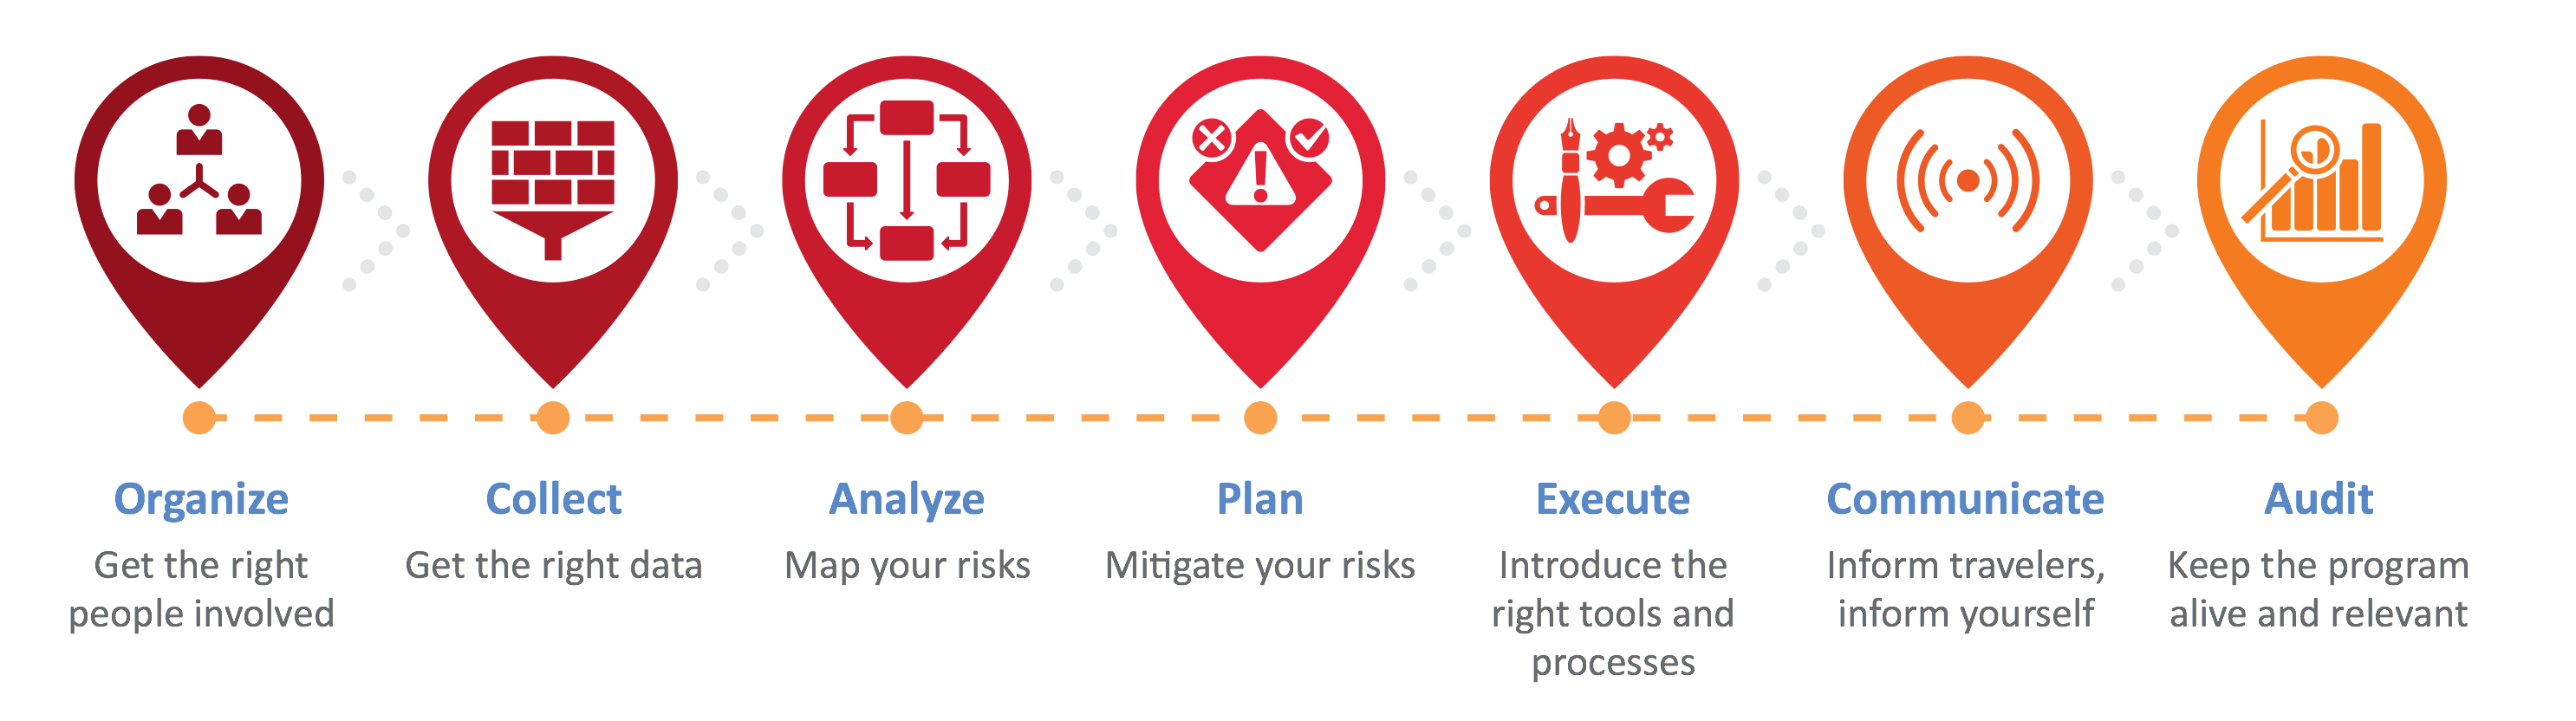 Organize
Get the right
people involved
Collect
Get the right data
Analyze
Map your risks
Plan
Mitigate your risks
Execute
Introduce the
right tools and
processes
Communicate
Inform travelers,
inform yourself
Audit
Keep the program
alive and relevant